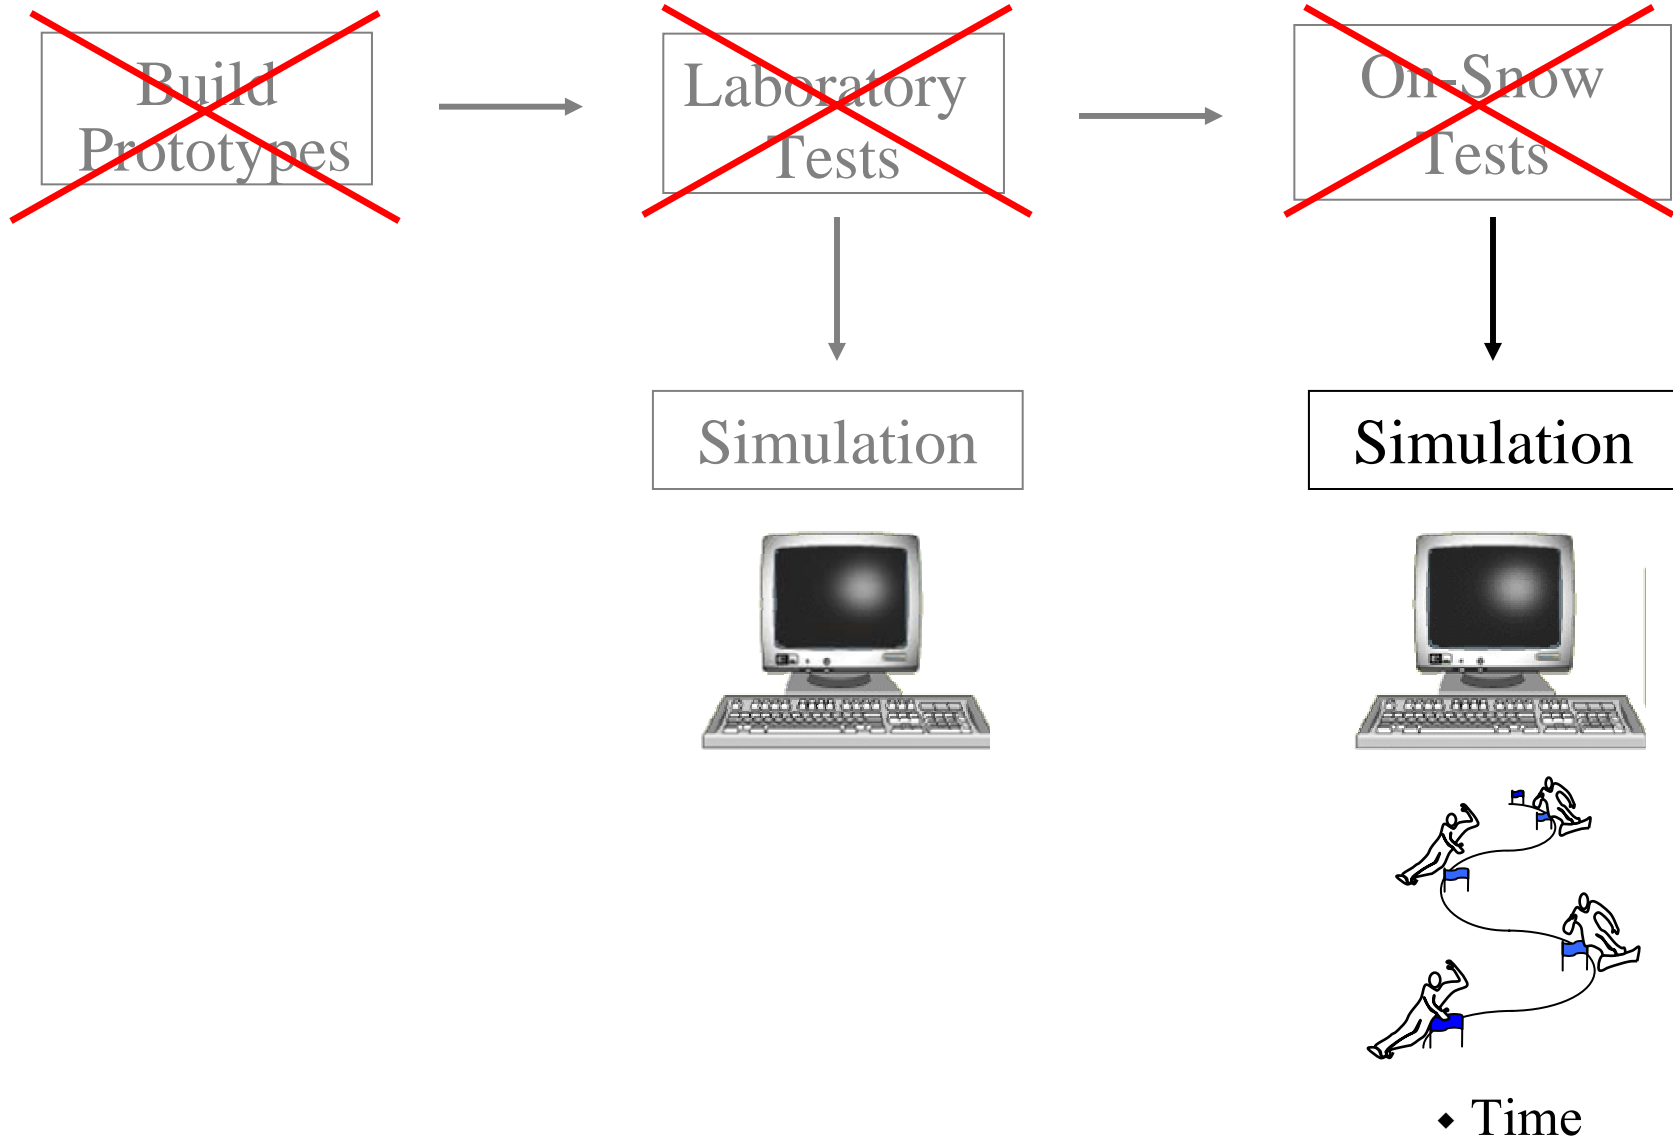 Build
Prototypes
Laboratory
Tests
On-Snow
Tests
Simulation
Simulation
◆ Time